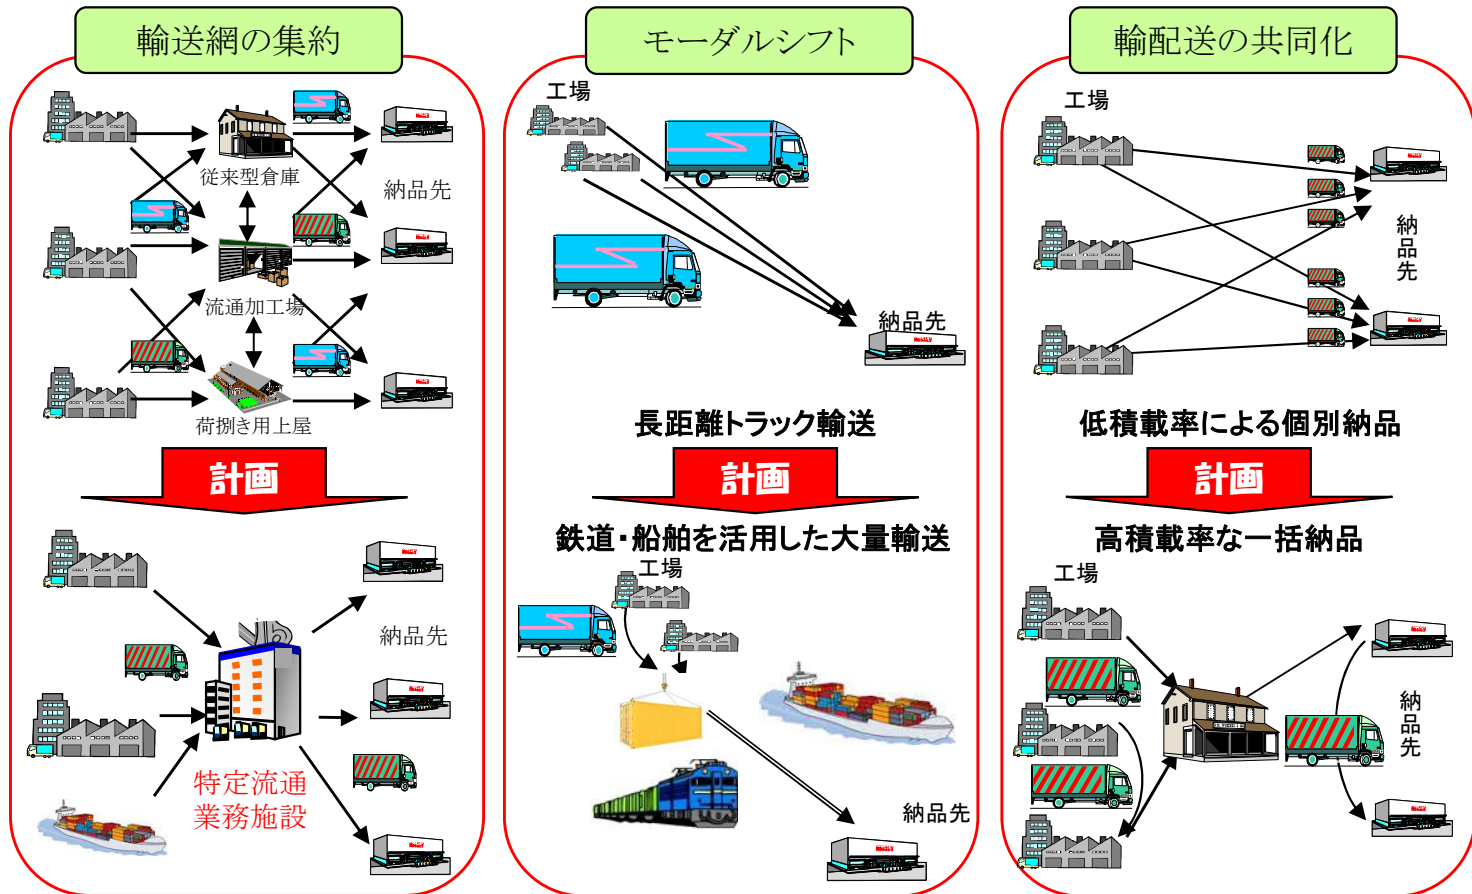 輸送網の集約
従来型倉庫
納品先
流通加工場
荷捌き用上屋
計画
納品先
特定流通
業務施設
モーダルシフト
工場
納品先
長距離トラック輸送
計画
鉄道・船舶を活用した大量輸送
工場
納品先
輸配送の共同化
工場
納品先
低積載率による個別納品
計画
高積載率な一括納品
工場
納品先